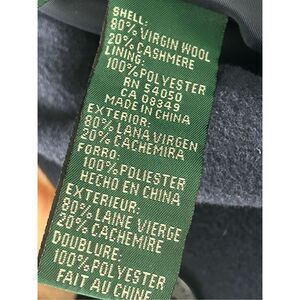 SHELL:
80% VIRGIN WOOL
20% CASHMERE
LINING:
100% POLYESTER
RN 54050
CA 08349
MADE IN CHINA
EXTERIOR:
80% LANA VIRGEN
20% CACHEMIRA
FORRO:
100% POLIESTER
HECHO EN CHINA
EXTERIEUR:
80% LAINE VIERGE
20% CACHEMIRE
DOUBLURE:
100% POLYESTER
FAIT AU CHINE